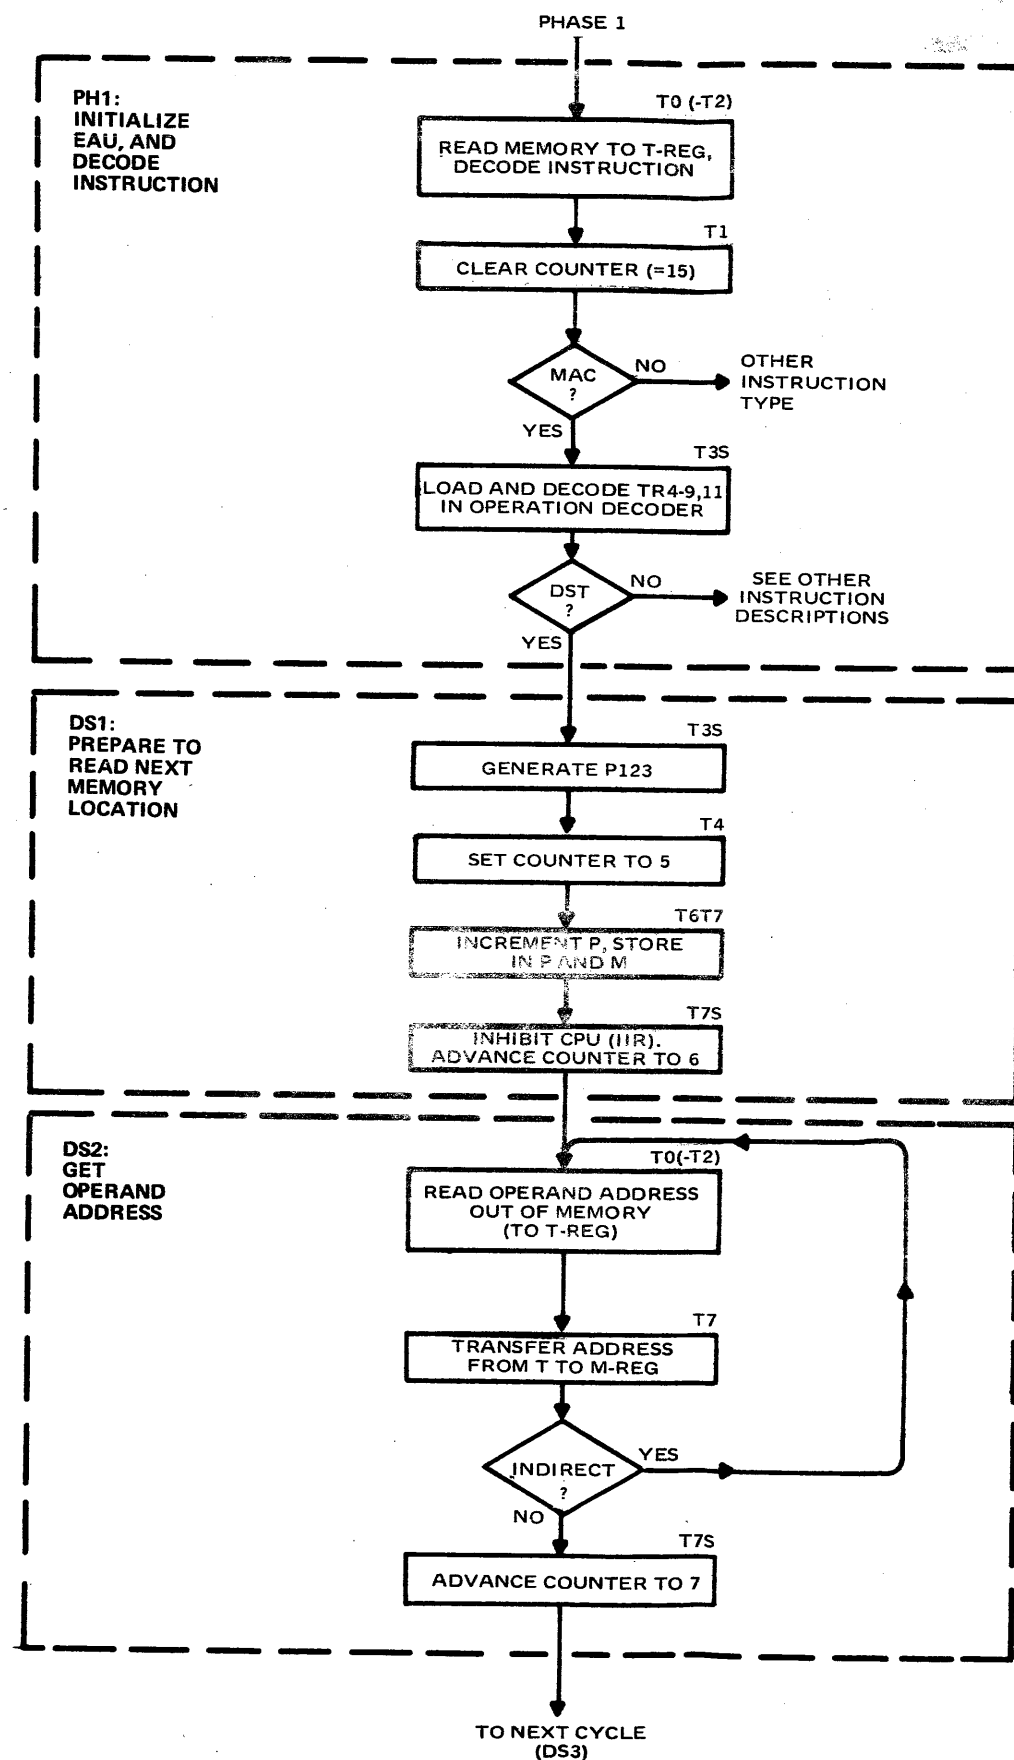 PHASE 1
PH1:
INITIALIZE
EAU, AND
DECODE
INSTRUCTION
T0 (-T2)
READ MEMORY TO T-REG,
DECODE INSTRUCTION
T1
CLEAR COUNTER (=15)
MAC
?
NO
OTHER
INSTRUCTION
TYPE
YES
T3S
LOAD AND DECODE TR4-9,11
IN OPERATION DECODER
DST
?
NO
SEE OTHER
INSTRUCTION
DESCRIPTIONS
YES
DS1:
PREPARE TO
READ NEXT
MEMORY
LOCATION
T3S
GENERATE P123
T4
SET COUNTER TO 5
T6T7
INCREMENT P, STORE
IN P AND M
T7S
INHIBIT CPU (IIR).
ADVANCE COUNTER TO 6
DS2:
GET
OPERAND
ADDRESS
T0(-T2)
READ OPERAND ADDRESS
OUT OF MEMORY
(TO T-REG)
T7
TRANSFER ADDRESS
FROM T TO M-REG
INDIRECT
?
YES
NO
T7S
ADVANCE COUNTER TO 7
TO NEXT CYCLE
(DS3)